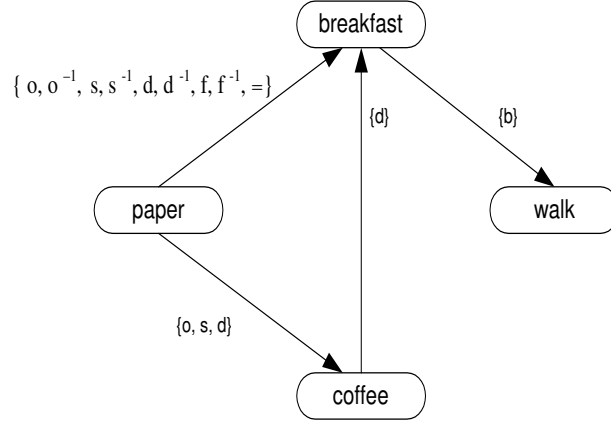 breakfast
{ o, o⁻¹, s, s⁻¹, d, d⁻¹, f, f⁻¹, =}
{d}
{b}
paper
walk
{o, s, d}
coffee